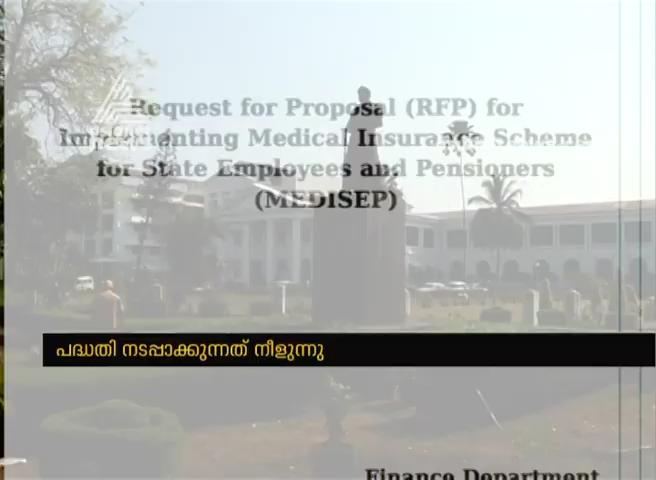 Request for Proposal (RFP) for
Implementing Medical Insurance Scheme
for State Employees and Pensioners
(MEDISEP)
പദ്ധതി നടപ്പാക്കുന്നത് നീളുന്നു
Finance Department